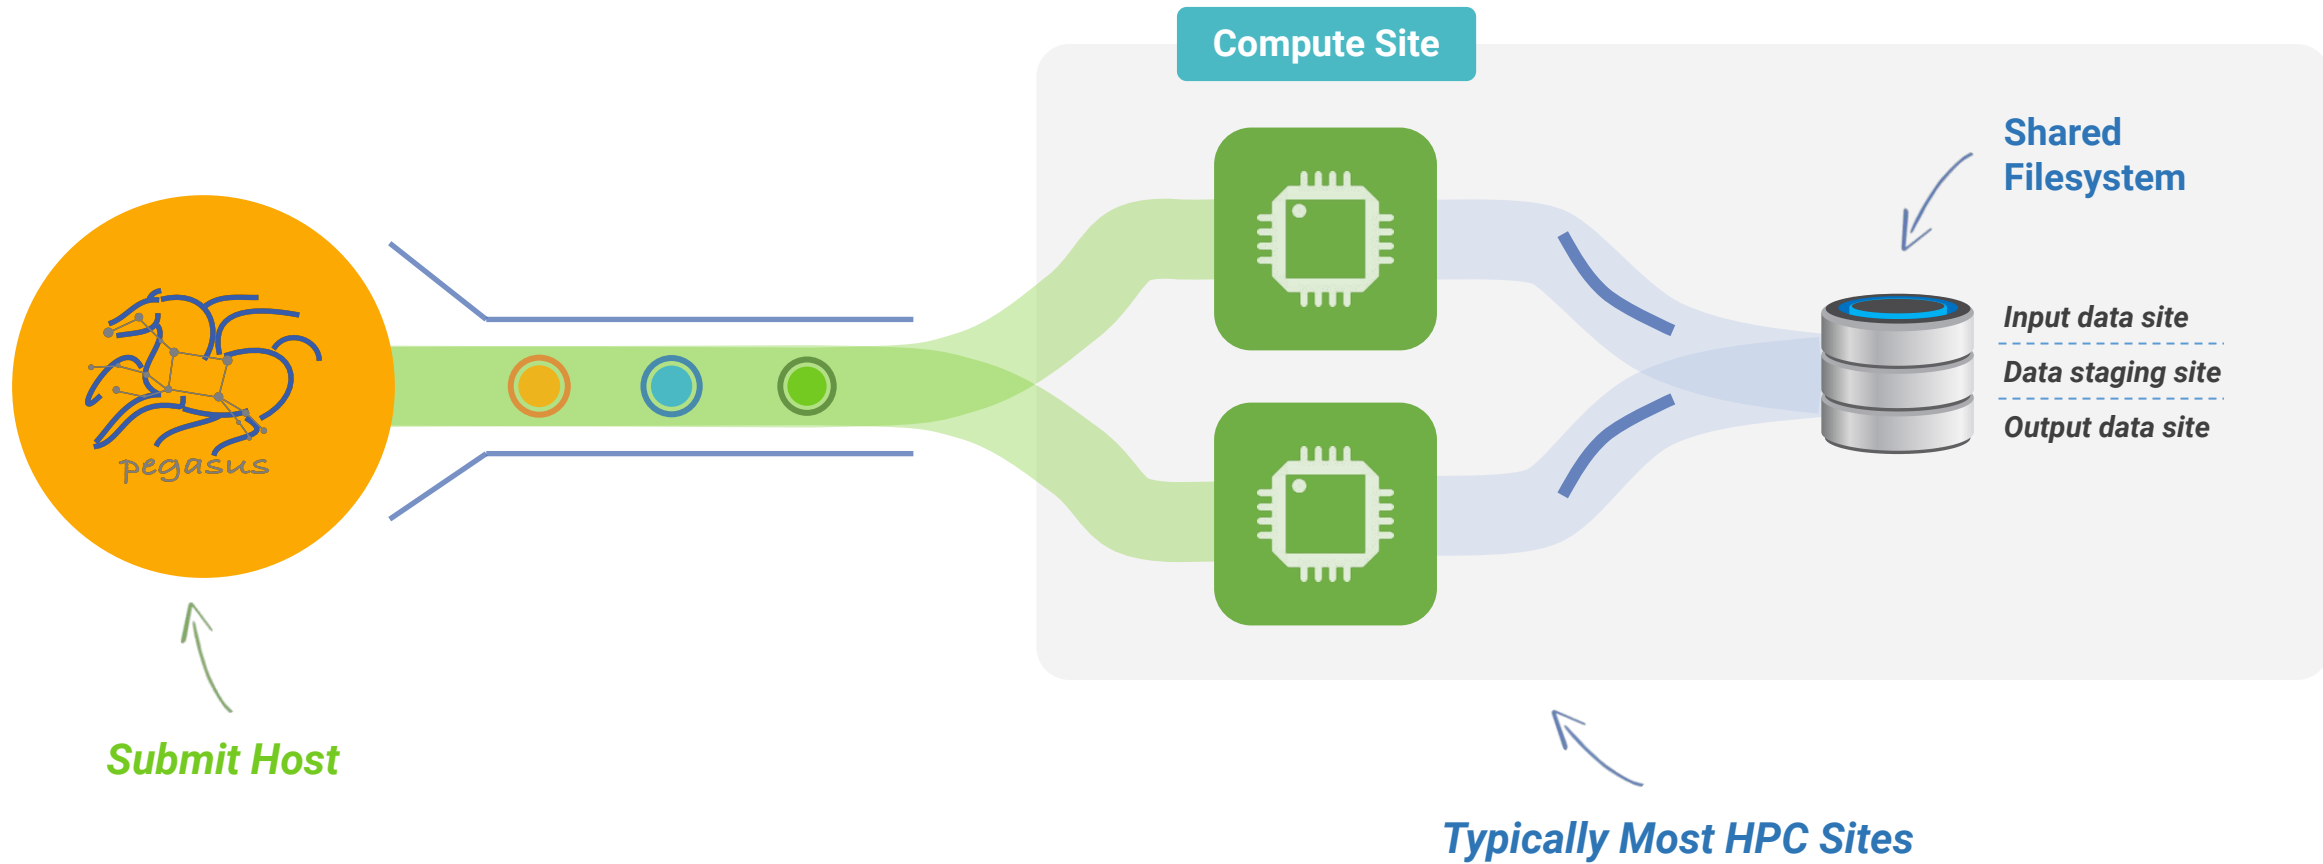 Compute Site
Shared
Filesystem
Input data site
Data staging site
Output data site
pegasus
Submit Host
Typically Most HPC Sites